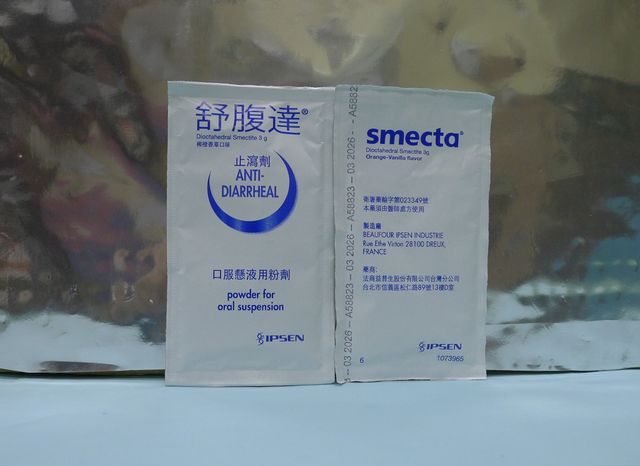 舒腹達®
Dioctahedral Smectite 3 g
柳橙香草口味
止瀉劑
ANTI-
DIARRHEAL
口服懸液用粉劑
powder for
oral suspension
IPSEN
03 2026 - - A58823 - 03 2026 - - A58823 - 03 2026 - - A58823
smecta®
Dioctahedral Smectite 3g
Orange-Vanilla flavor
衛署藥輸字第023349號
本藥須由醫師處方使用
製造廠
BEAUFOUR IPSEN INDUSTRIE
Rue Ethe Virton 28100 DREUX,
FRANCE
藥商:
法商益普生股份有限公司台灣分公司
台北市信義區松仁路89號13樓D室
IPSEN
6
1073965